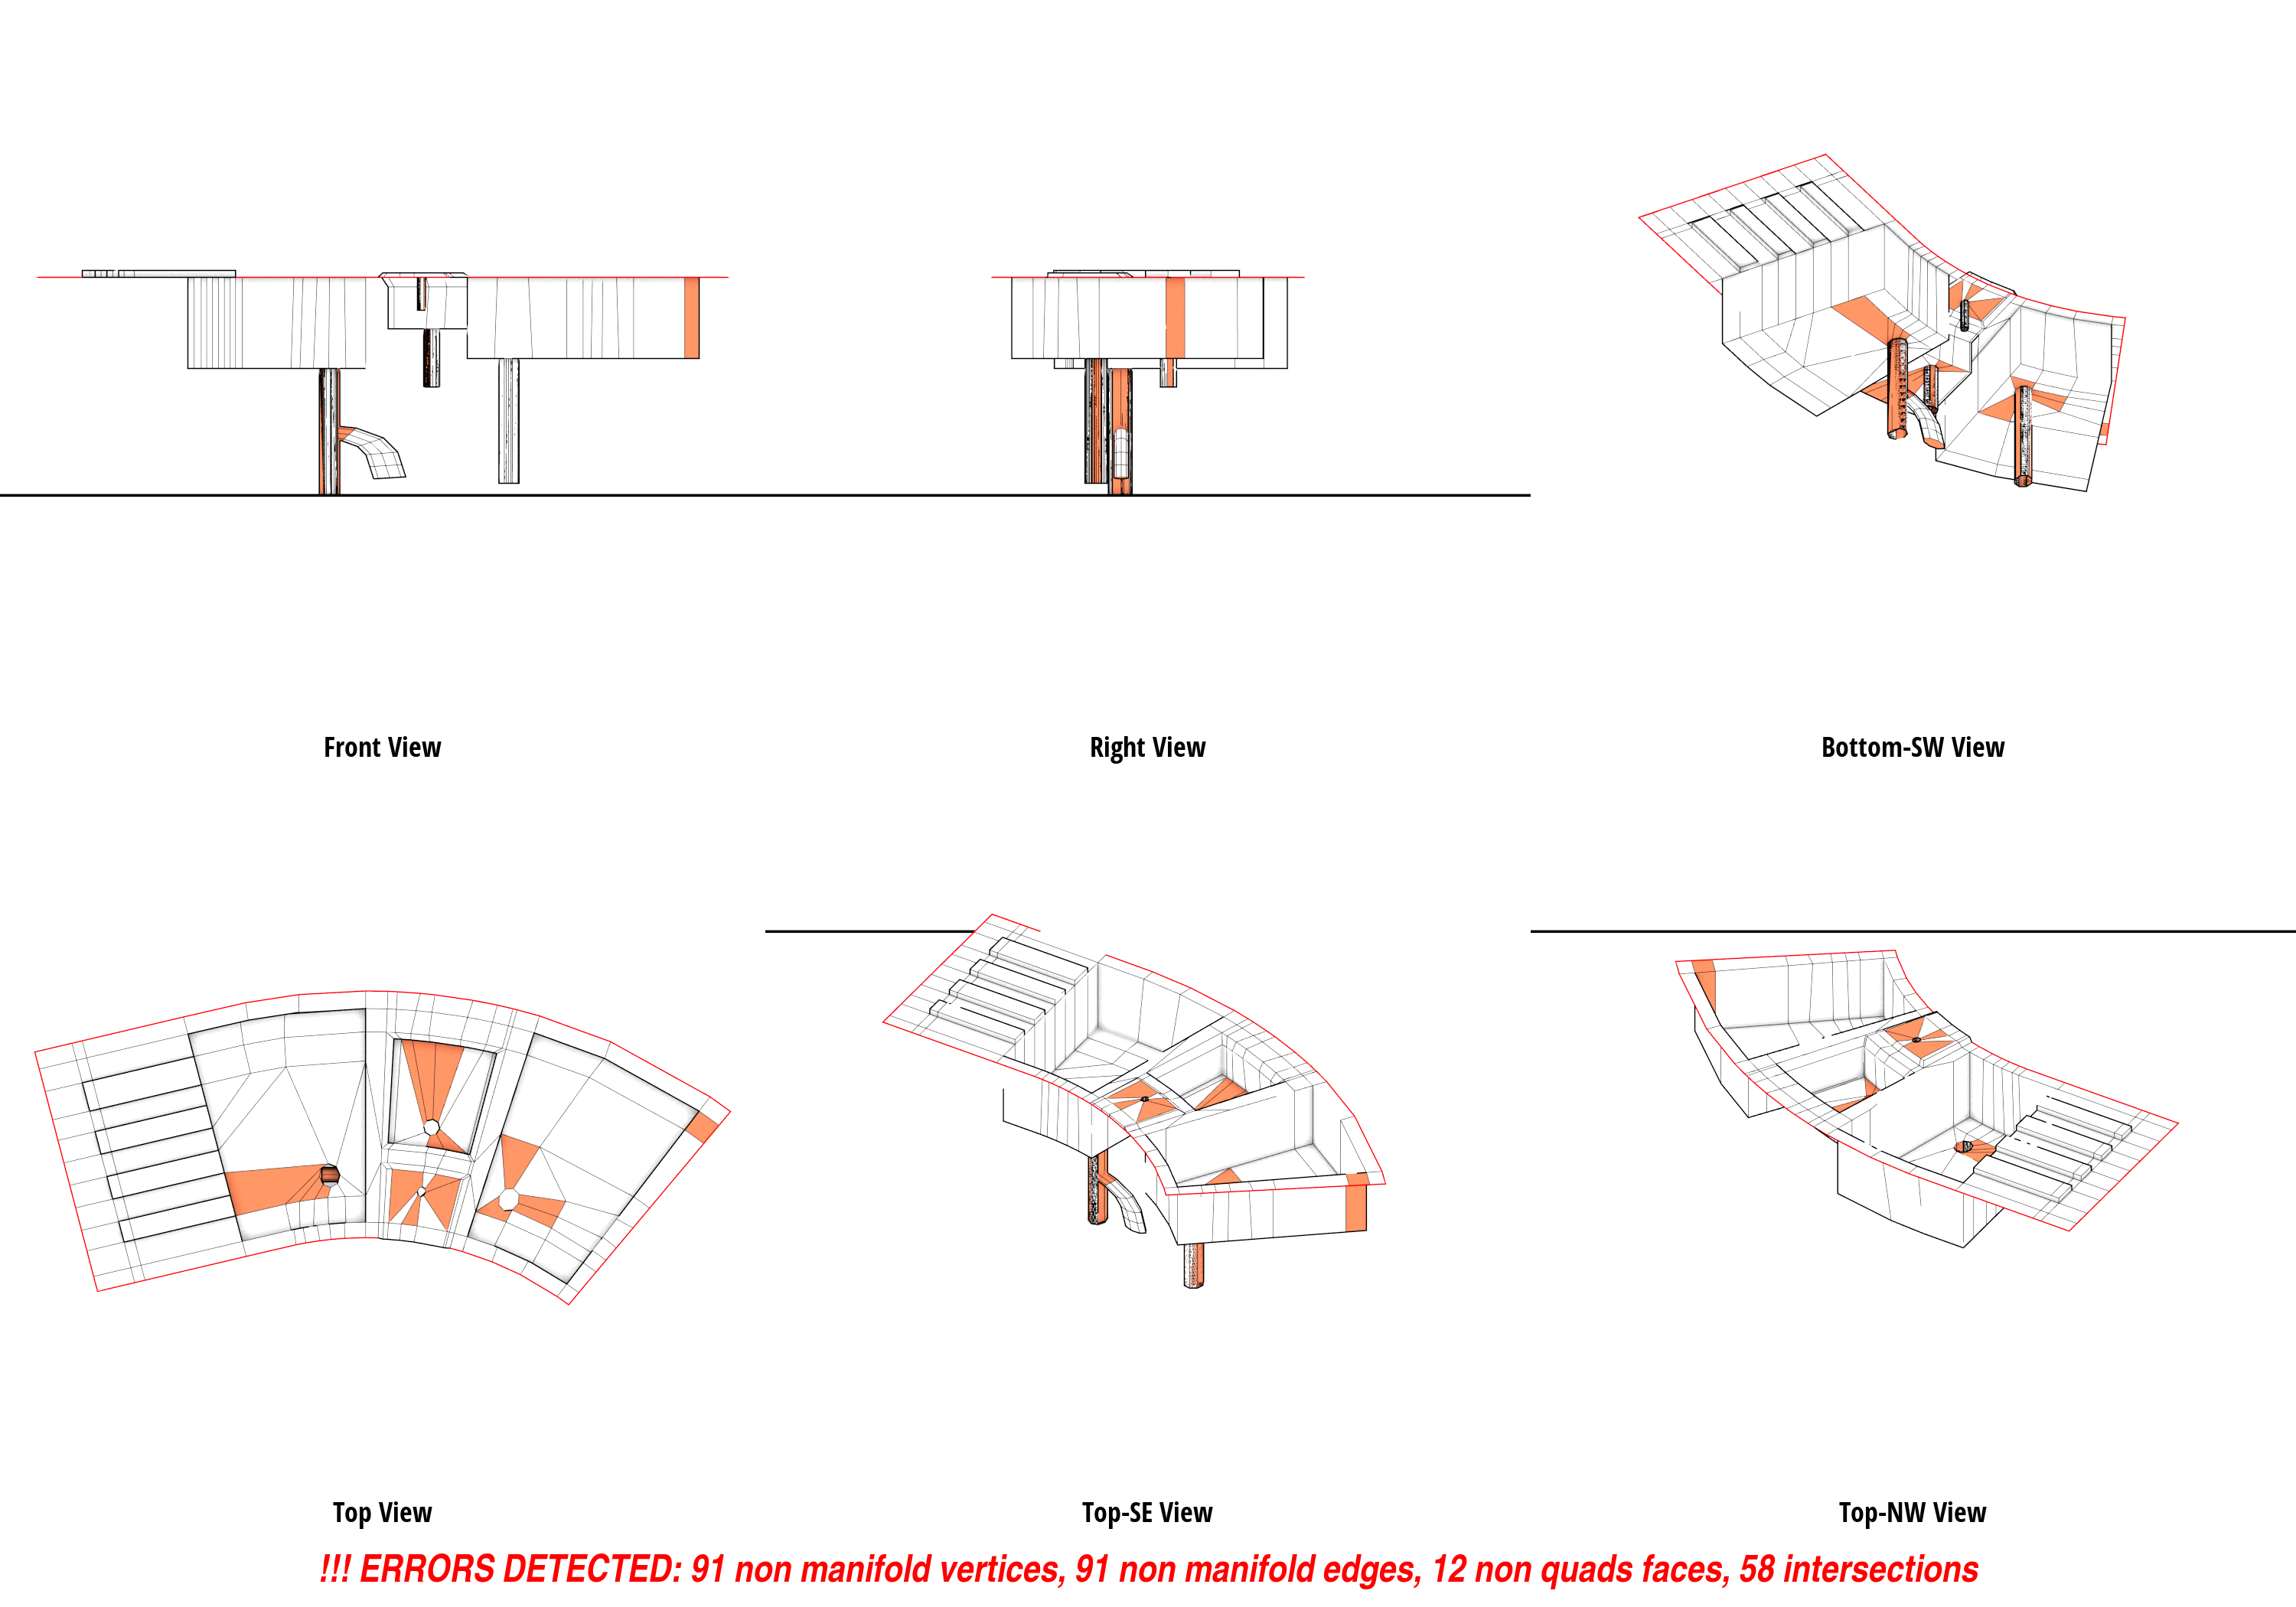 Front View
Right View
Bottom-SW View
Top View
Top-SE View
Top-NW View
!!! ERRORS DETECTED: 91 non manifold vertices, 91 non manifold edges, 12 non quads faces, 58 intersections